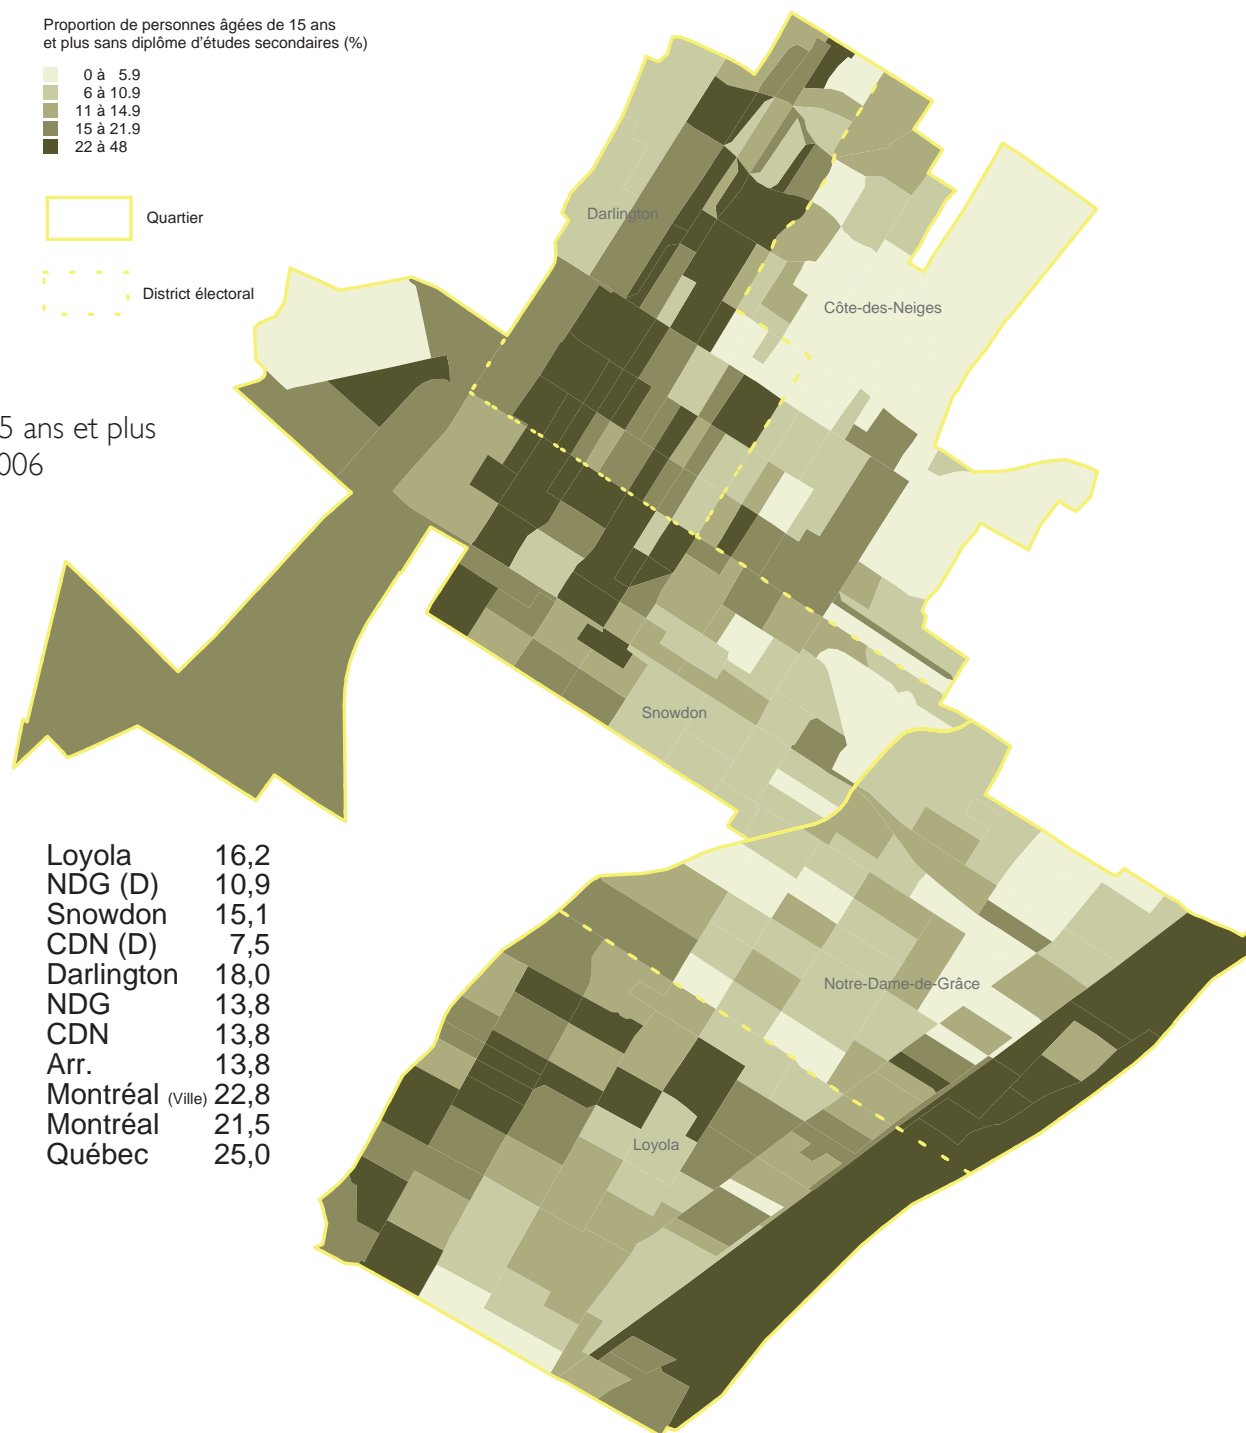 Proportion de personnes âgées de 15 ans
et plus sans diplôme d'études secondaires (%)
0 à 5.9
6 à 10.9
11 à 14.9
15 à 21.9
22 à 48
Quartier
District électoral
Darlington
Côte-des-Neiges
5 ans et plus
006
Snowdon
Loyola 16,2
NDG (D) 10,9
Snowdon 15,1
CDN (D) 7,5
Darlington 18,0
NDG 13,8
CDN 13,8
Arr. 13,8
Montréal (Ville) 22,8
Montréal 21,5
Québec 25,0
Notre-Dame-de-Grâce
Loyola